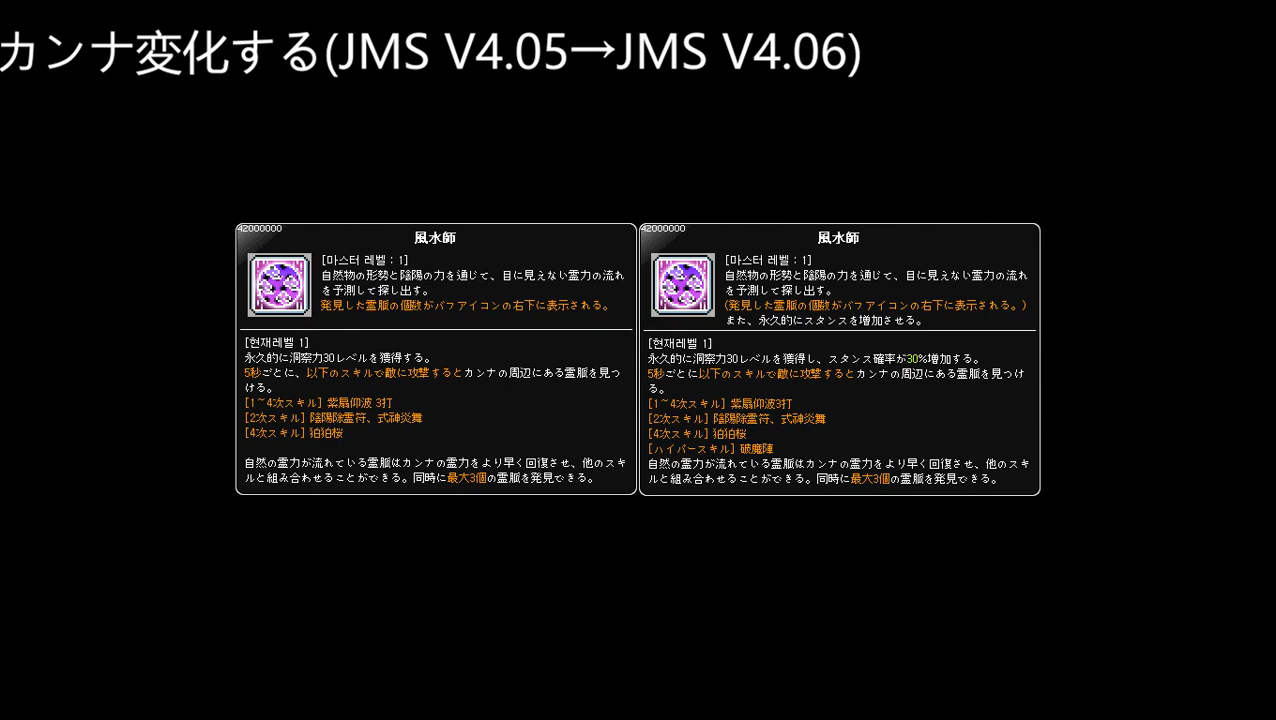 カンナ変化する(JMS V4.05→JMS V4.06)
42000000
風水師
[마스터 레벨 : 1]
自然物の形勢と陰陽の力を通じて、目に見えない霊力の流れ
を予測して探し出す。
発見した霊脈の個数がバフアイコンの右下に表示される。
[현재레벨 1]
永久的に洞察力30レベルを獲得する。
5秒ごとに、以下のスキルで敵に攻撃するとカンナの周辺にある霊脈を見つ
ける。
[1~4次スキル] 紫扇仰波 3打
[2次スキル] 陰陽除霊符、式神炎舞
[4次スキル] 狛狛桜
自然の霊力が流れている霊脈はカンナの霊力をより早く回復させ、他のスキ
ルと組み合わせることができる。同時に最大3個の霊脈を発見できる。
42000000
風水師
[마스터 레벨 : 1]
自然物の形勢と陰陽の力を通じて、目に見えない霊力の流れ
を予測して探し出す。
(発見した霊脈の個数がバフアイコンの右下に表示される。)
また、永久的にスタンスを増加させる。
[현재레벨 1]
永久的に洞察力30レベルを獲得し、スタンス確率が30%増加する。
5秒ごとに以下のスキルで敵に攻撃するとカンナの周辺にある霊脈を見つけ
る。
[1~4次スキル] 紫扇仰波3打
[2次スキル] 陰陽除霊符、式神炎舞
[4次スキル] 狛狛桜
[ハイパースキル] 破魔陣
自然の霊力が流れている霊脈はカンナの霊力をより早く回復させ、他のスキ
ルと組み合わせることができる。同時に最大3個の霊脈を発見できる。